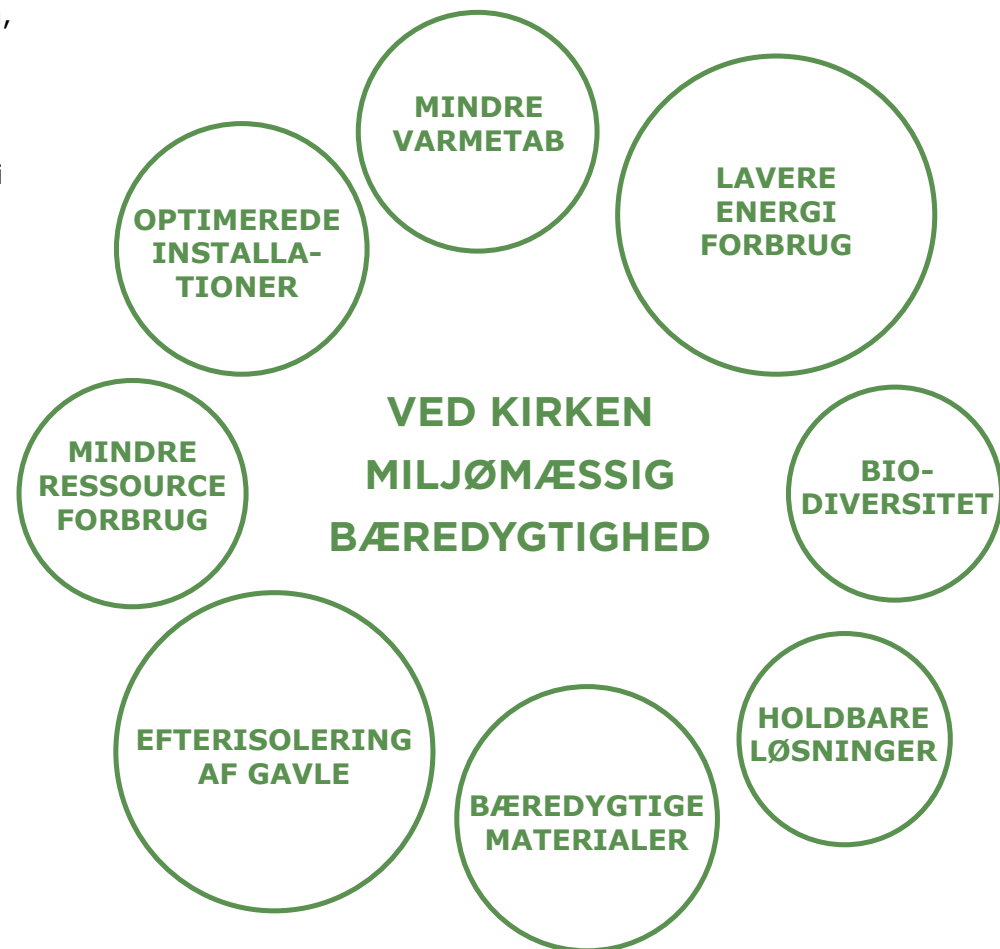 ,
i
MINDRE
VARMETAB
LAVERE
ENERGI
FORBRUG
OPTIMEREDE
INSTALLA-
TIONER
VED KIRKEN
MILJØMÆSSIG
BÆREDYGTIGHED
MINDRE
RESSOURCE
FORBRUG
BIO-
DIVERSITET
EFTERISOLERING
AF GAVLE
BÆREDYGTIGE
MATERIALER
HOLDBARE
LØSNINGER